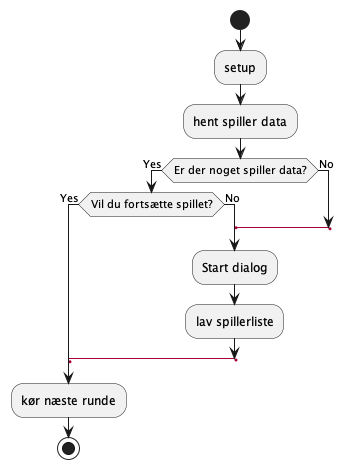 setup
hent spiller data
Yes
Er der noget spiller data?
No
Yes
Vil du fortsætte spillet?
No
Start dialog
lav spillerliste
kør næste runde